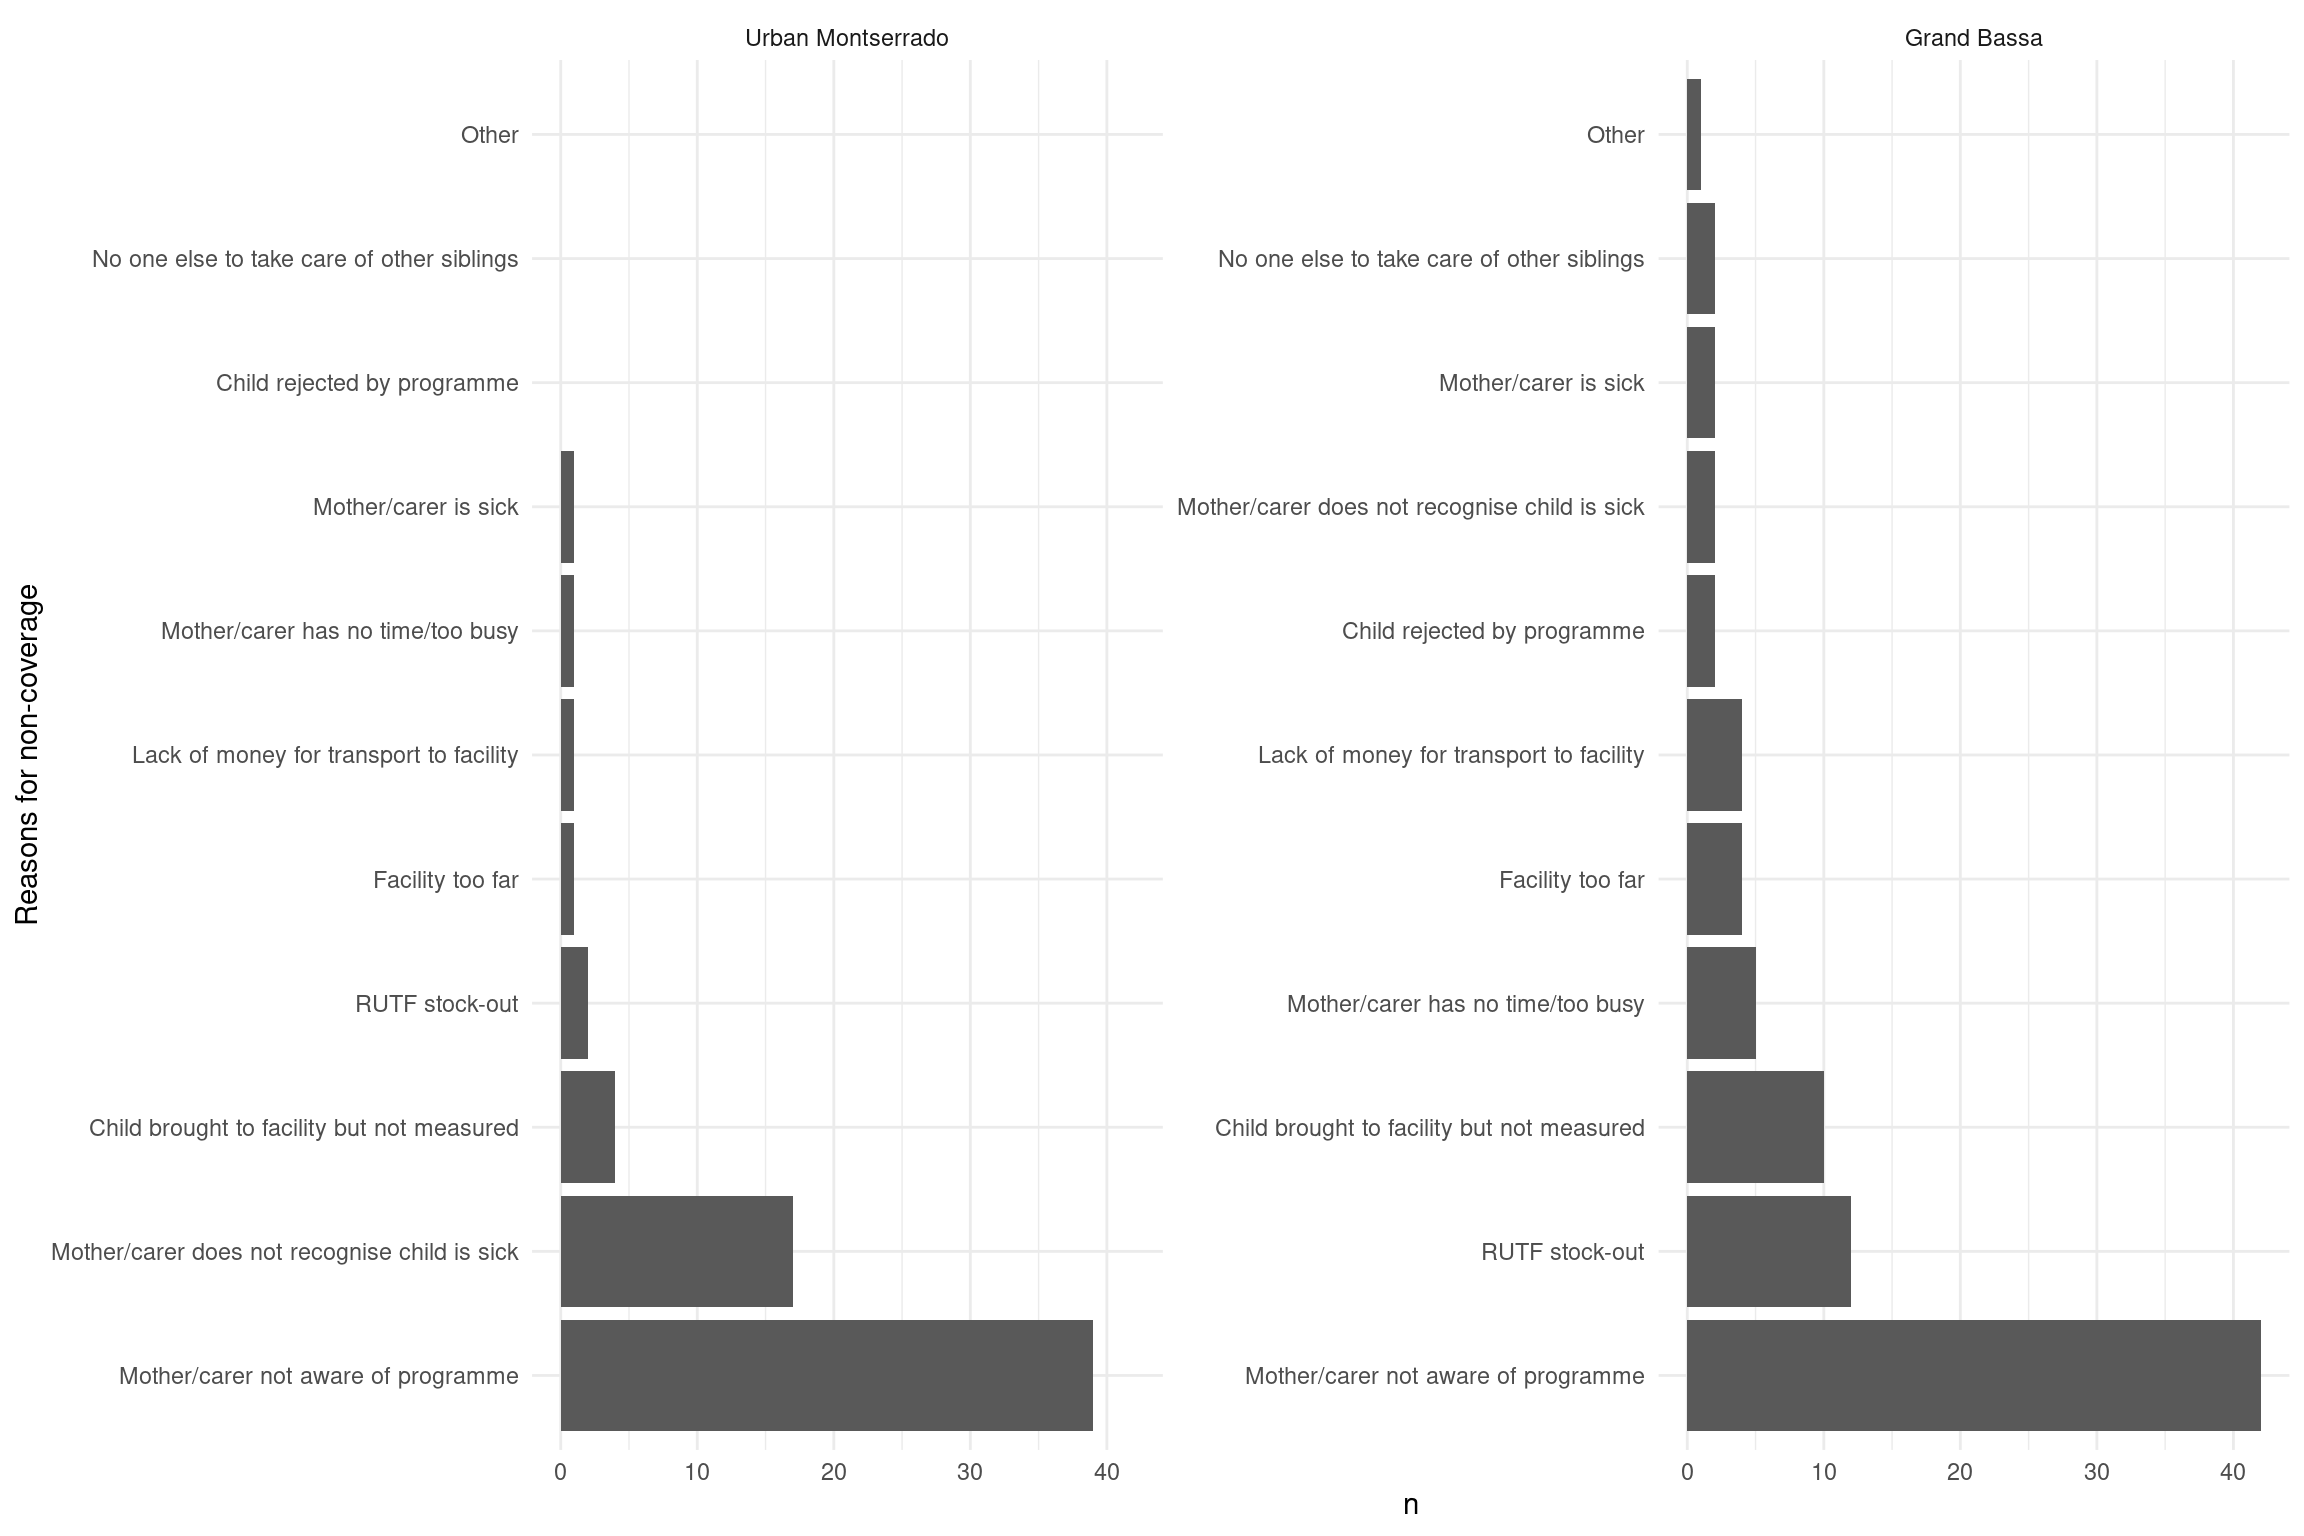 Urban Montserrado
Grand Bassa
Reasons for non-coverage
Other
No one else to take care of other siblings
Child rejected by programme
Mother/carer is sick
Mother/carer has no time/too busy
Lack of money for transport to facility
Facility too far
RUTF stock-out
Child brought to facility but not measured
Mother/carer does not recognise child is sick
Mother/carer not aware of programme
0 10 20 30 40
Other
No one else to take care of other siblings
Mother/carer is sick
Mother/carer does not recognise child is sick
Child rejected by programme
Lack of money for transport to facility
Facility too far
Mother/carer has no time/too busy
Child brought to facility but not measured
RUTF stock-out
Mother/carer not aware of programme
0 10 20 30 40
n